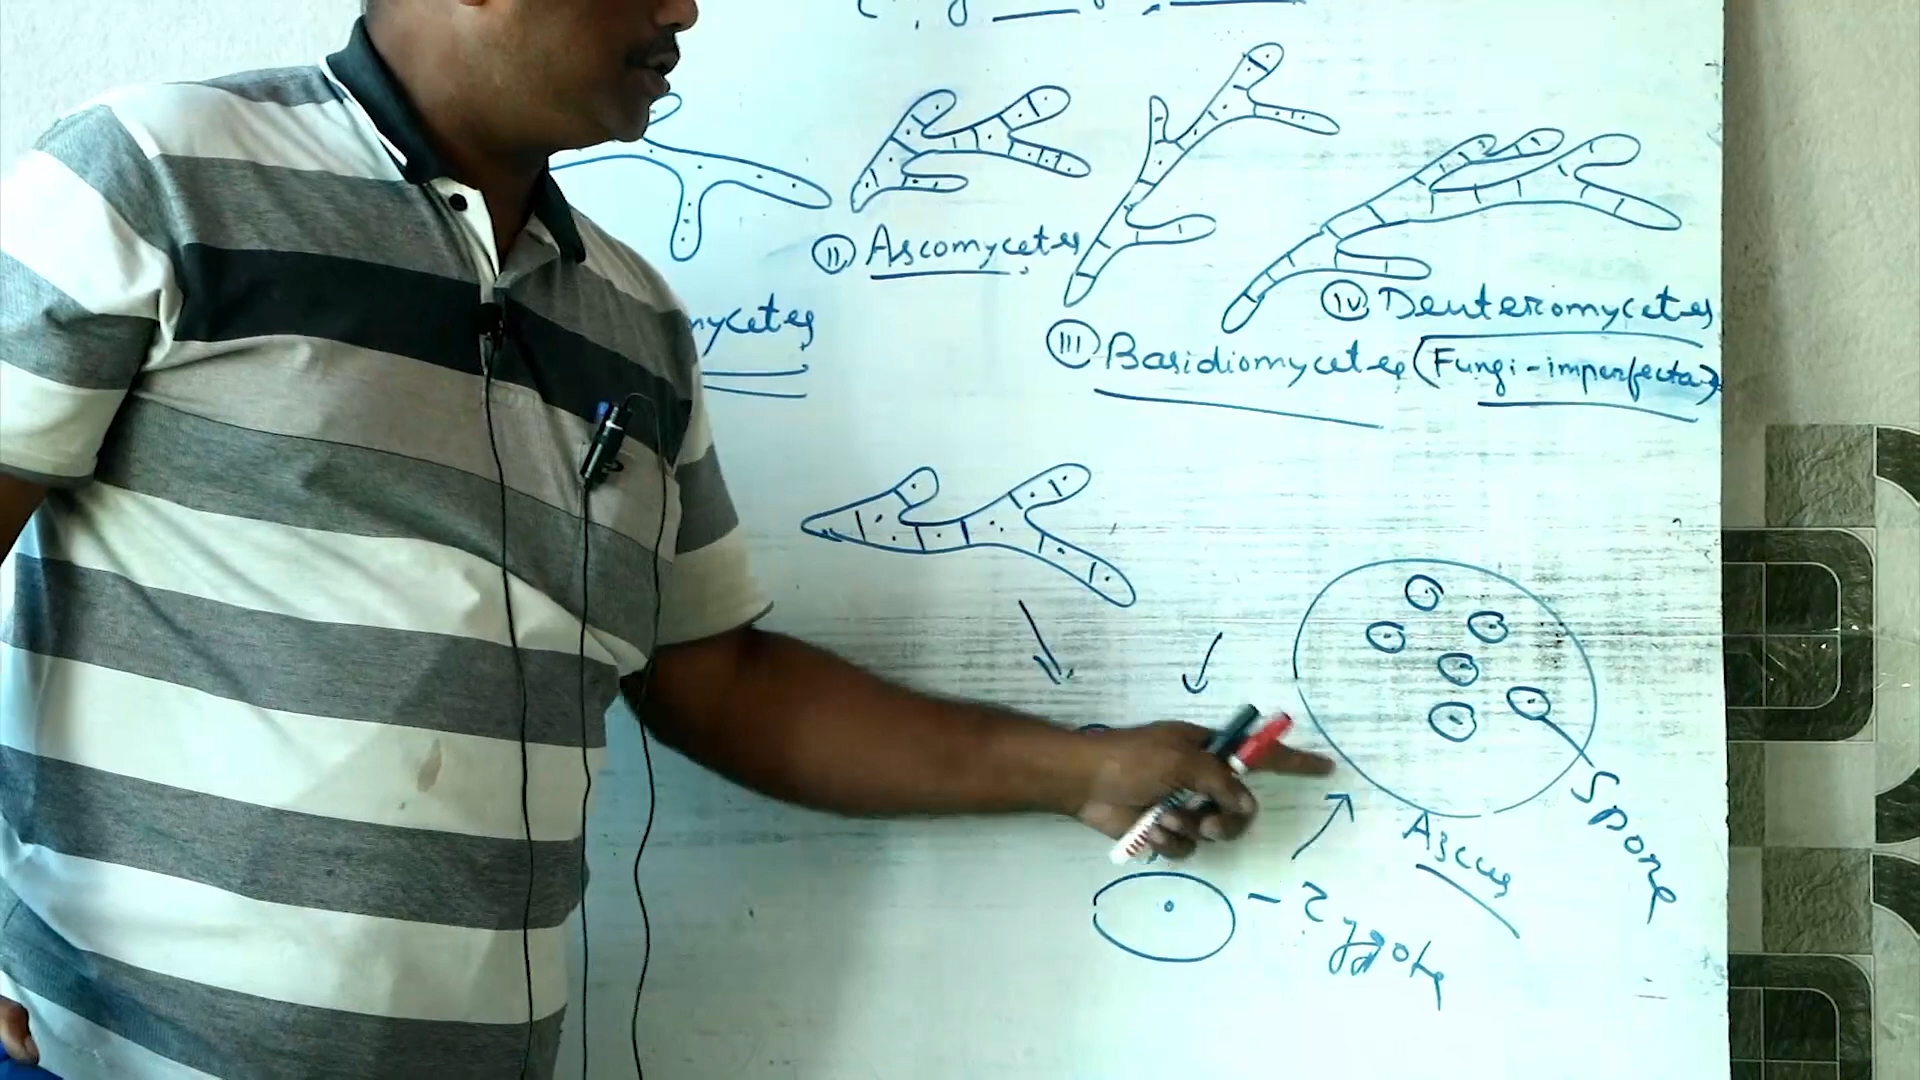 II Ascomycetes
mycetes
IV Deuteromycetes
III Basidiomycetes (Fungi-imperfecta)
Spore
Ascus
- Zygote